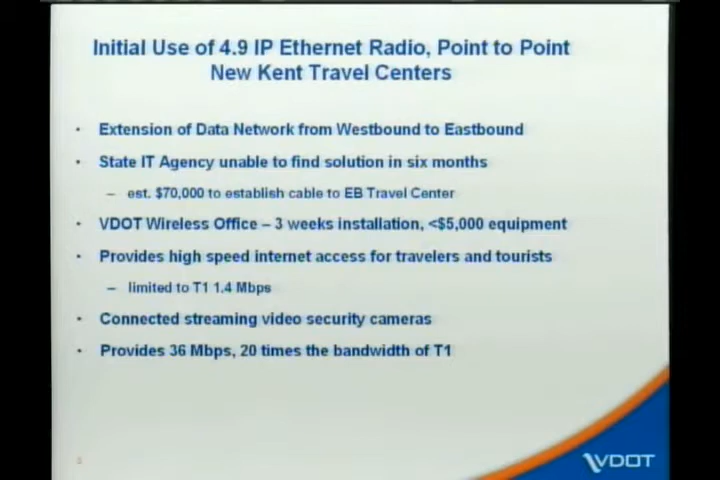 Initial Use of 4.9 IP Ethernet Radio, Point to Point
New Kent Travel Centers
• Extension of Data Network from Westbound to Eastbound
• State IT Agency unable to find solution in six months
– est. $70,000 to establish cable to EB Travel Center
• VDOT Wireless Office – 3 weeks installation, <$5,000 equipment
• Provides high speed internet access for travelers and tourists
– limited to T1 1.4 Mbps
• Connected streaming video security cameras
• Provides 36 Mbps, 20 times the bandwidth of T1
VDOT